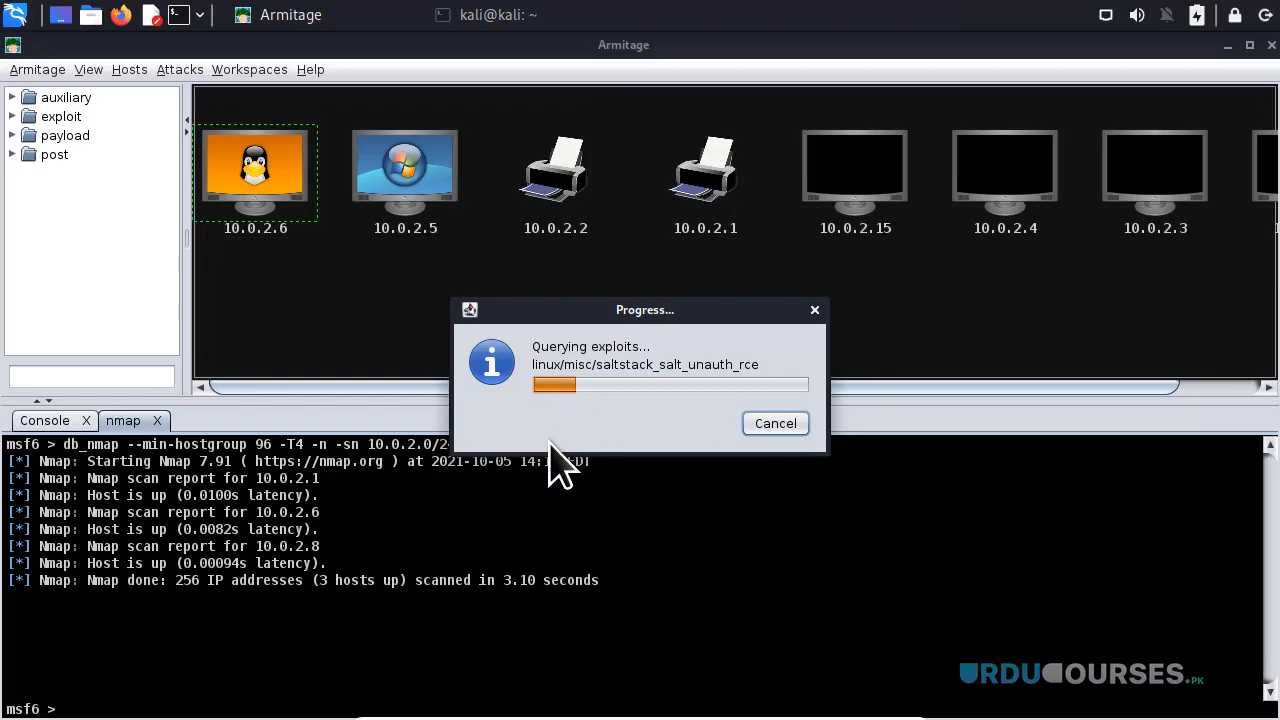 Armitage
kali@kali: ~
Armitage
Armitage View Hosts Attacks Workspaces Help
auxiliary
exploit
payload
post
10.0.2.6
10.0.2.5
10.0.2.2
10.0.2.1
10.0.2.15
10.0.2.4
10.0.2.3
Progress...
Querying exploits...
linux/misc/saltstack_salt_unauth_rce
Cancel
Console X nmap X
msf6 > db_nmap --min-hostgroup 96 -T4 -n -sn 10.0.2.0/2
[*] Nmap: Starting Nmap 7.91 ( https://nmap.org ) at 2021-10-05 14:
[*] Nmap: Nmap scan report for 10.0.2.1
[*] Nmap: Host is up (0.0100s latency).
[*] Nmap: Nmap scan report for 10.0.2.6
[*] Nmap: Host is up (0.0082s latency).
[*] Nmap: Nmap scan report for 10.0.2.8
[*] Nmap: Host is up (0.00094s latency).
[*] Nmap: Nmap done: 256 IP addresses (3 hosts up) scanned in 3.10 seconds
URDUCOURSES.PK
msf6 >